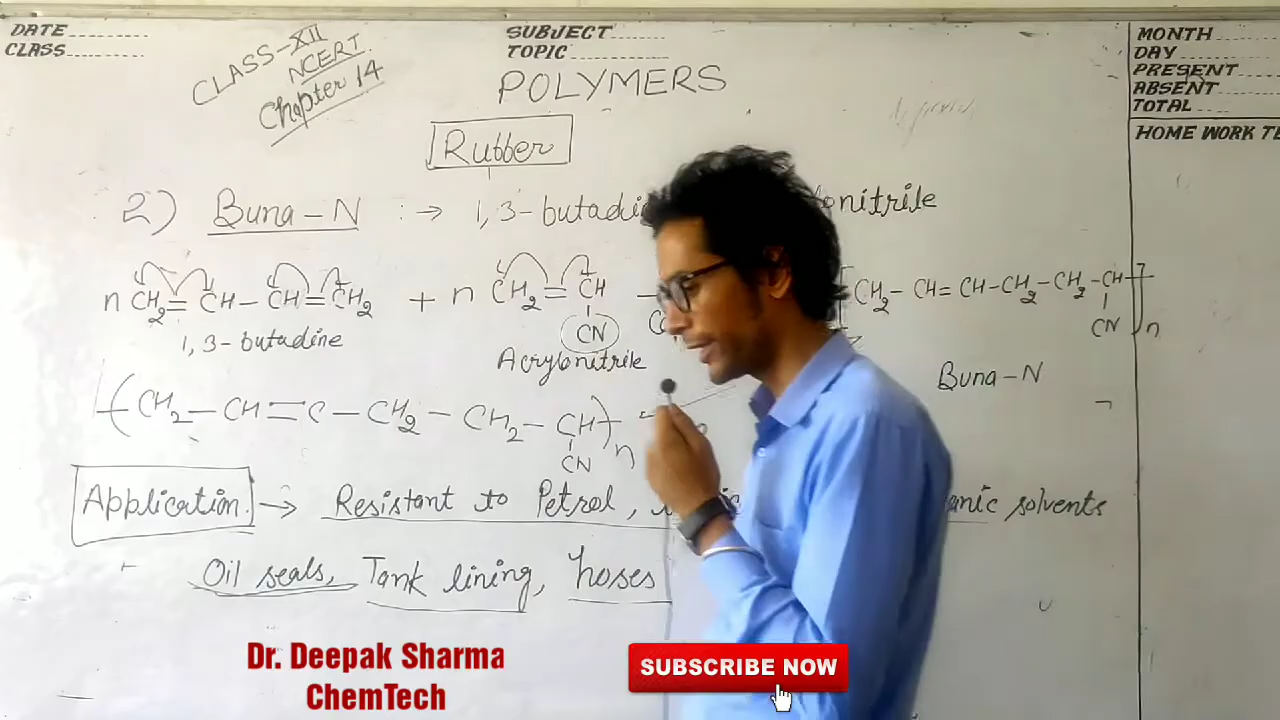 DATE
CLASS
CLASS-XII
NCERT
Chapter 14
SUBJECT
TOPIC
POLYMERS
MONTH
DAY
PRESENT
ABSENT
TOTAL
HOME WORK
Rubber
2) Buna-N :→ 1,3-butadi onitrile
n CH2=CH-CH=CH2 + n CH2=CH
CN
1,3-butadine
Acrylonitrile
CH2-CH=CH-CH2-CH2-CH
CN n
Buna-N
(CH2-CH=C-CH2-CH2-CH)n
CN
Application → Resistant to Petrol, anic solvents
Oil seals, Tank lining, hoses
Dr. Deepak Sharma
ChemTech
SUBSCRIBE NOW